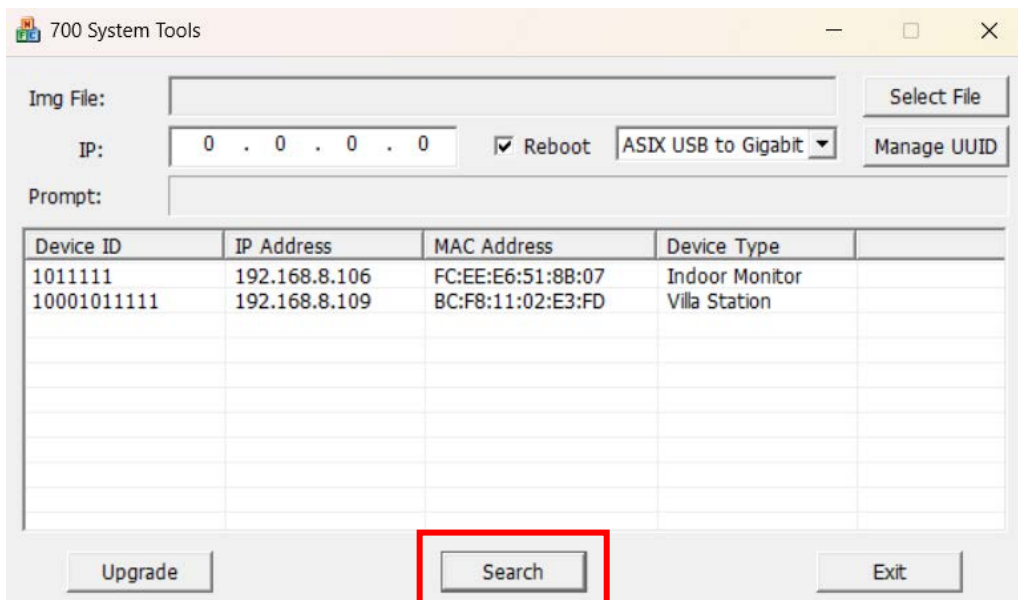 700 System Tools
Img File: Select File
IP: 0 . 0 . 0 . 0 Reboot ASIX USB to Gigabit Manage UUID
Prompt:
Device ID IP Address MAC Address Device Type
1011111 192.168.8.106 FC:EE:E6:51:8B:07 Indoor Monitor
10001011111 192.168.8.109 BC:F8:11:02:E3:FD Villa Station
Upgrade Search Exit